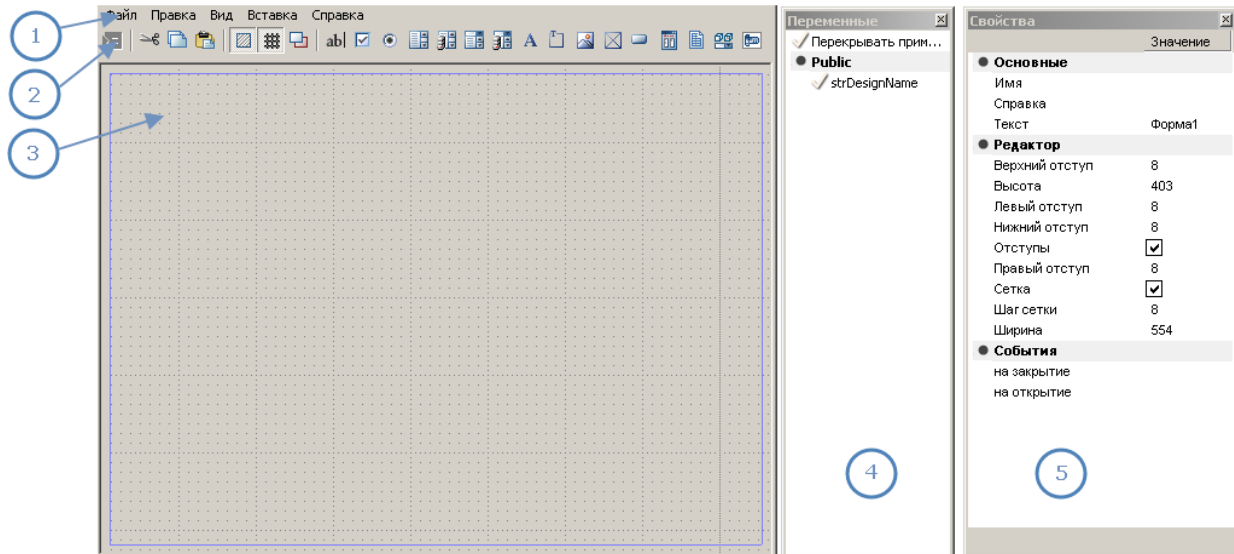 Файл Правка Вид Вставка Справка
1
2
3
ab|
A
Переменные
Перекрывать прим...
Public
strDesignName
4
Свойства
Значение
Основные
Имя
Справка
Текст Форма1
Редактор
Верхний отступ 8
Высота 403
Левый отступ 8
Нижний отступ 8
Отступы
Правый отступ 8
Сетка
Шаг сетки 8
Ширина 554
События
на закрытие
на открытие
5